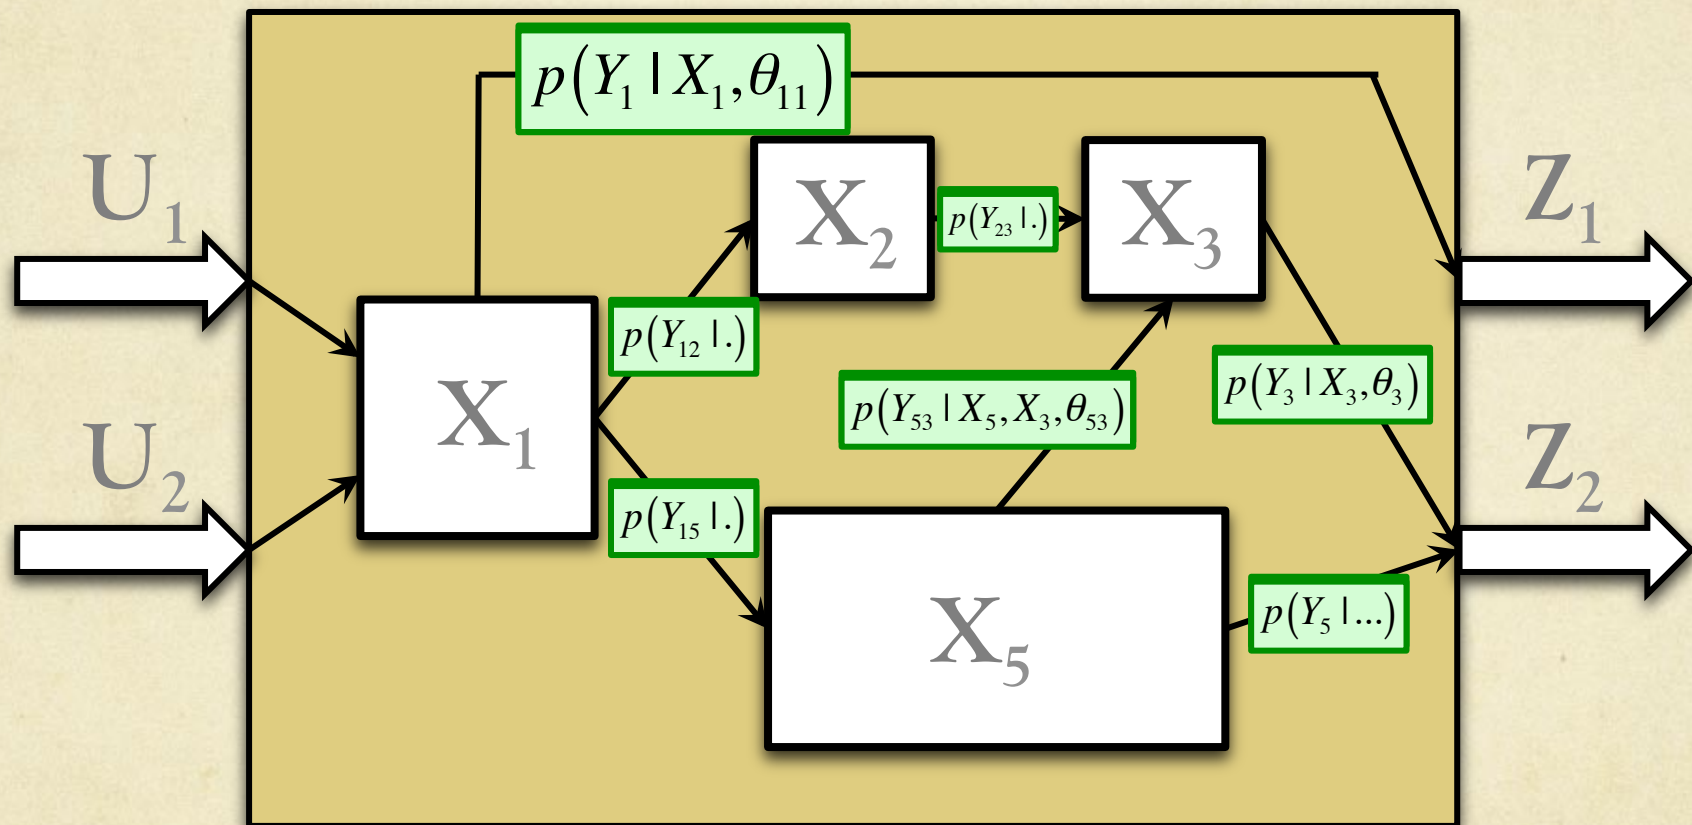 p(Y₁ | X₁,θ₁₁)
U₁
X₂
p(Y₂₃ |.)
X₃
Z₁
p(Y₁₂ |.)
X₁
p(Y₅₃ | X₅, X₃,θ₅₃)
p(Y₃ | X₃,θ₃)
U₂
Z₂
p(Y₁₅ |.)
X₅
p(Y₅ |...)